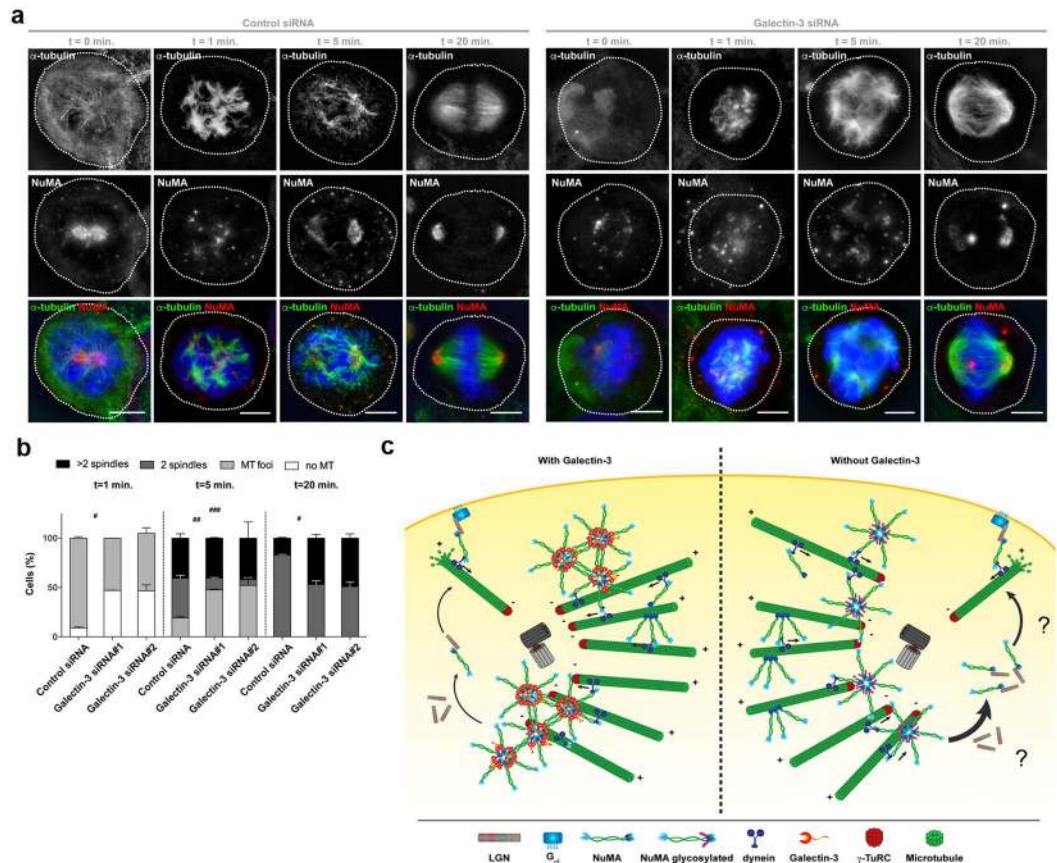 a
Control siRNA
Galectin-3 siRNA
t = 0 min.
t = 1 min.
t = 5 min.
t = 20 min.
t = 0 min.
t = 1 min.
t = 5 min.
t = 20 min.
α-tubulin
α-tubulin
α-tubulin
α-tubulin
α-tubulin
α-tubulin
α-tubulin
α-tubulin
NuMA
NuMA
NuMA
NuMA
NuMA
NuMA
NuMA
NuMA
α-tubulin NuMA
α-tubulin NuMA
α-tubulin NuMA
α-tubulin NuMA
α-tubulin NuMA
α-tubulin NuMA
α-tubulin NuMA
α-tubulin NuMA
b
>2 spindles
2 spindles
MT foci
no MT
t=1 min.
t=5 min.
t=20 min.
#
##
###
#
100
50
0
Cells (%)
Control siRNA
Galectin-3 siRNA#1
Galectin-3 siRNA#2
Control siRNA
Galectin-3 siRNA#1
Galectin-3 siRNA#2
Control siRNA
Galectin-3 siRNA#1
Galectin-3 siRNA#2
c
With Galectin-3
Without Galectin-3
?
?
LGN
NuMA
NuMA glycosylated
dynein
Galectin-3
γ-TuRC
Microtubule